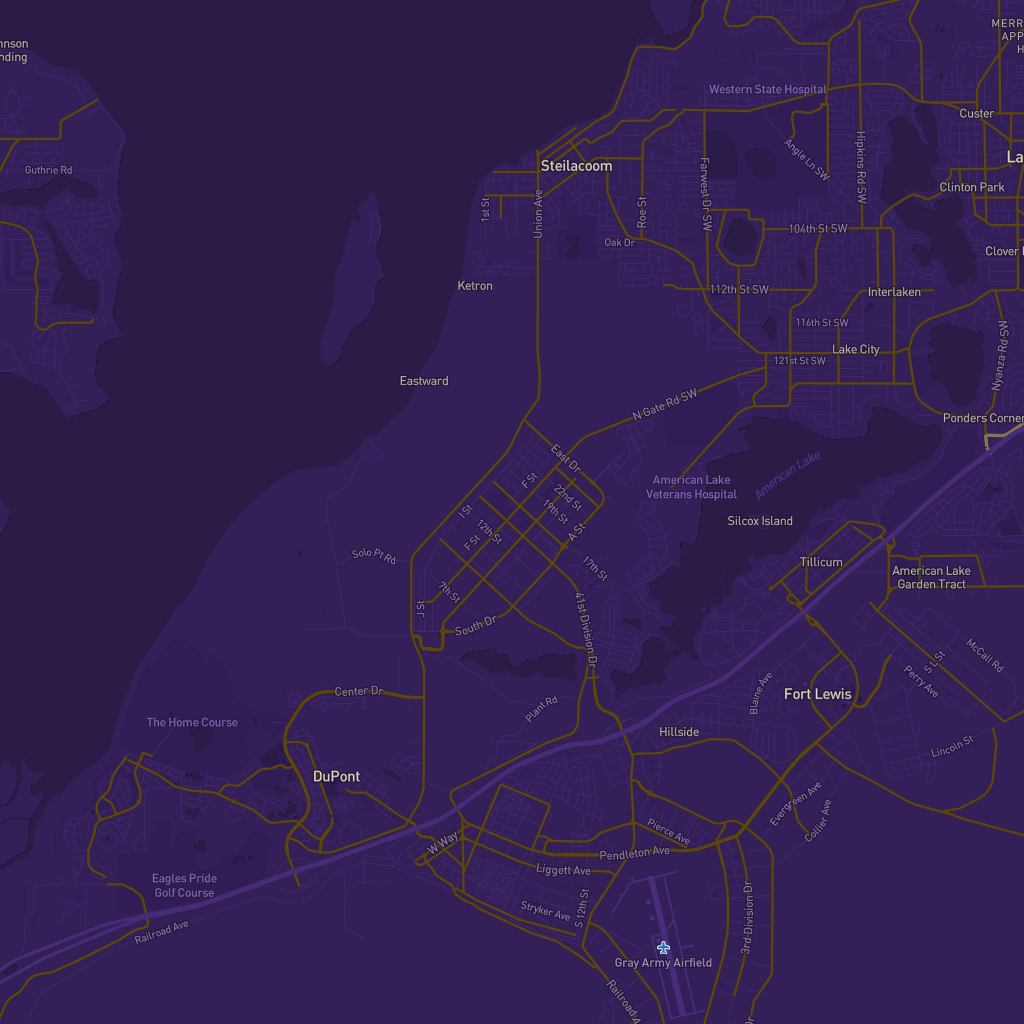 nnson
nding
MERR
APP
H
Western State Hospital
Custer
Guthrie Rd
Steilacoom
Angle Ln SW
Hipkins Rd SW
La
Clinton Park
Farwest Dr SW
1st St
Union Ave
Roe St
Oak Dr
104th St SW
Clover
Ketron
112th St SW
Interlaken
116th St SW
Nyanza Rd SW
Lake City
121st St SW
Eastward
N Gate Rd SW
Ponders Corner
East Dr
American Lake
F St
American Lake
Veterans Hospital
22nd St
19th St
I St
Silcox Island
12th St
A St
F St
Solo Pt Rd
17th St
Tillicum
American Lake
Garden Tract
7th St
J St
South Dr
41st Division Dr
McCall Rd
S L St
Perry Ave
Center Dr
Blaine Ave
Fort Lewis
Plant Rd
The Home Course
Hillside
Lincoln St
DuPont
Evergreen Ave
Collier Ave
Pierce Ave
W Way
Pendleton Ave
Liggett Ave
Eagles Pride
Golf Course
Stryker Ave
S 12th St
3rd Division Dr
Railroad Ave
Gray Army Airfield
Railroad A
Dr